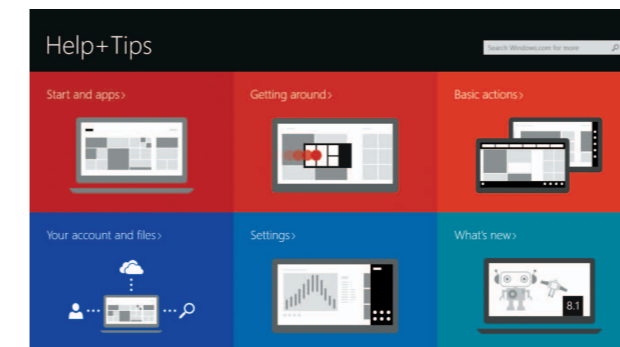 Help+Tips
Search Windows.com for more
Start and apps>
Getting around>
Basic actions>
Your account and files>
Settings>
What's new>
8.1